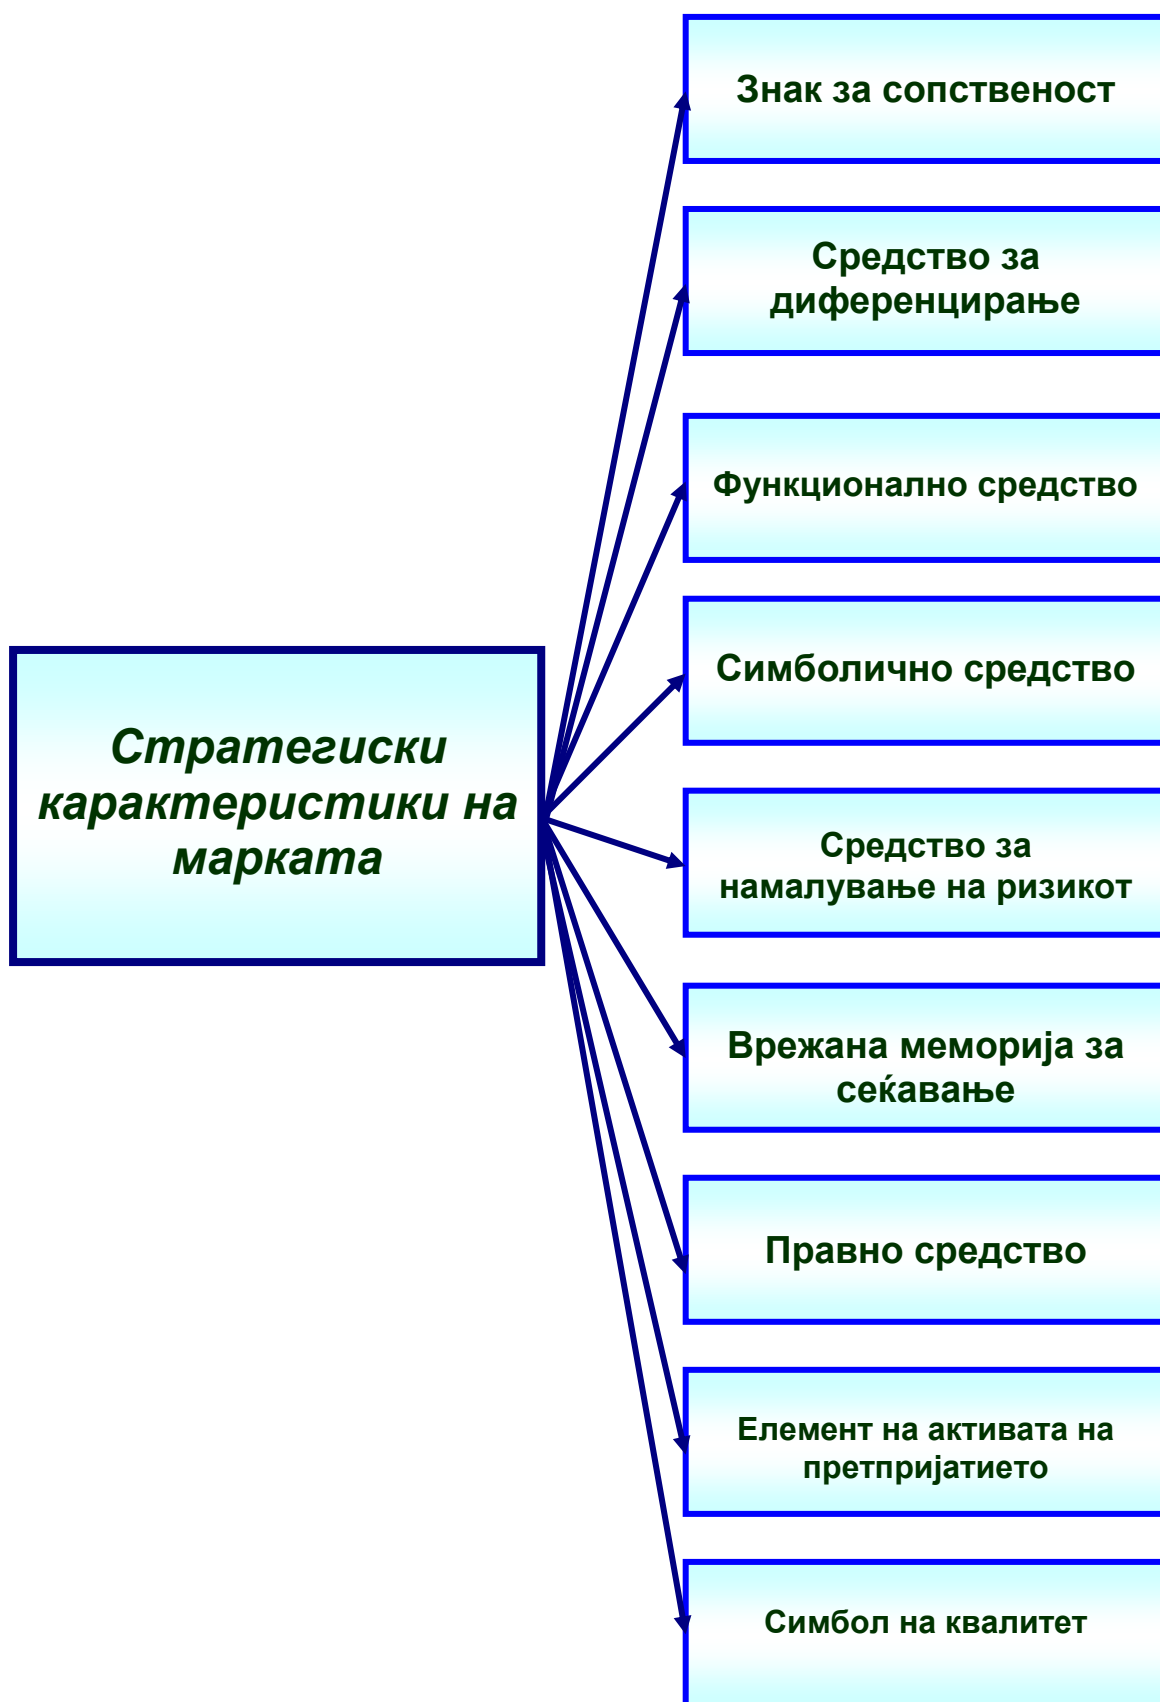 Знак за сопственост
Средство за
диференцирање
Функционално средство
Симболично средство
Стратегиски
карактеристики на
марката
Средство за
намалување на ризикот
Врежана меморија за
сеќавање
Правно средство
Елемент на активата на
претпријатието
Симбол на квалитет